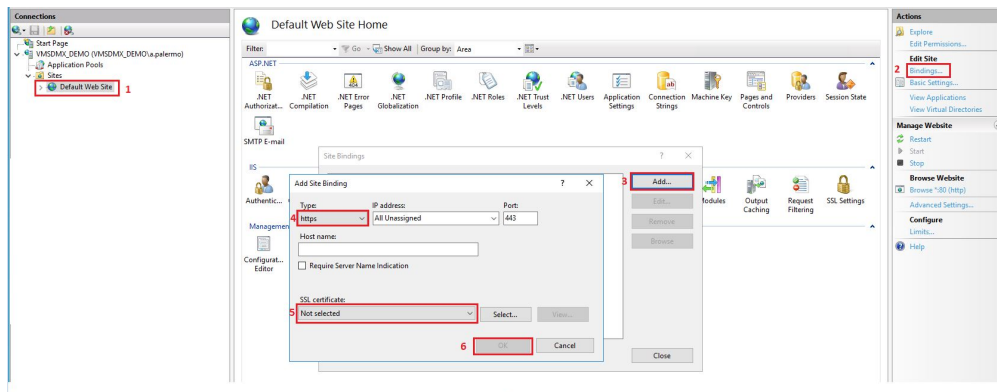 Connections
Start Page
VMSDMX_DEMO (VMSDMX_DEMO\a.palermo)
Application Pools
Sites
Default Web Site
1
Default Web Site Home
Filter:
Go
Show All
Group by:
Area
ASP.NET
.NET Authorizat...
.NET Compilation
.NET Error Pages
.NET Globalization
.NET Profile
.NET Roles
.NET Trust Levels
.NET Users
Application Settings
Connection Strings
Machine Key
Pages and Controls
Providers
Session State
SMTP E-mail
IIS
Authentic...
Modules
Output Caching
Request Filtering
SSL Settings
Managemen
Configurat... Editor
Site Bindings
?
3
Add...
Edit...
Remove
Browse
Close
Add Site Binding
?
Type:
IP address:
Port:
4
https
All Unassigned
443
Host name:
Require Server Name Indication
SSL certificate:
5
Not selected
Select...
View...
6
OK
Cancel
Actions
Explore
Edit Permissions...
Edit Site
2
Bindings...
Basic Settings...
View Applications
View Virtual Directories
Manage Website
Restart
Start
Stop
Browse Website
Browse *:80 (http)
Advanced Settings...
Configure
Limits...
Help